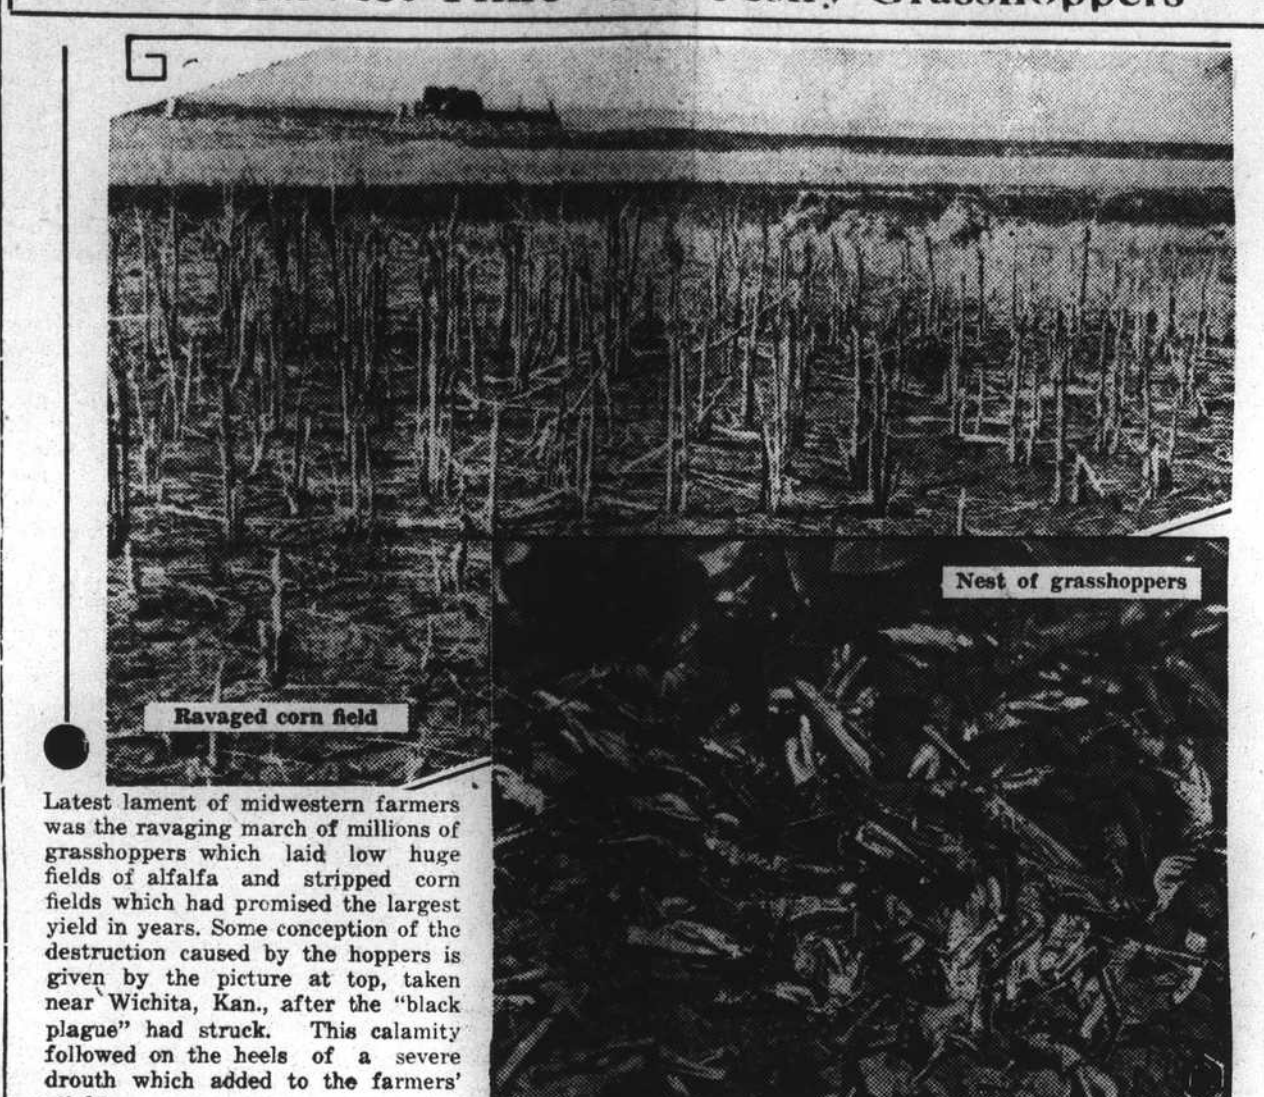 Grasshoppers
Nest of grasshoppers
Ravaged corn field
Latest lament of midwestern farmers
was the ravaging march of millions of
grasshoppers which laid low huge
fields of alfalfa and stripped corn
fields which had promised the largest
yield in years. Some conception of the
destruction caused by the hoppers is
given by the picture at top, taken
near Wichita, Kan., after the “black
plague” had struck. This calamity
followed on the heels of a severe
drouth which added to the farmers’